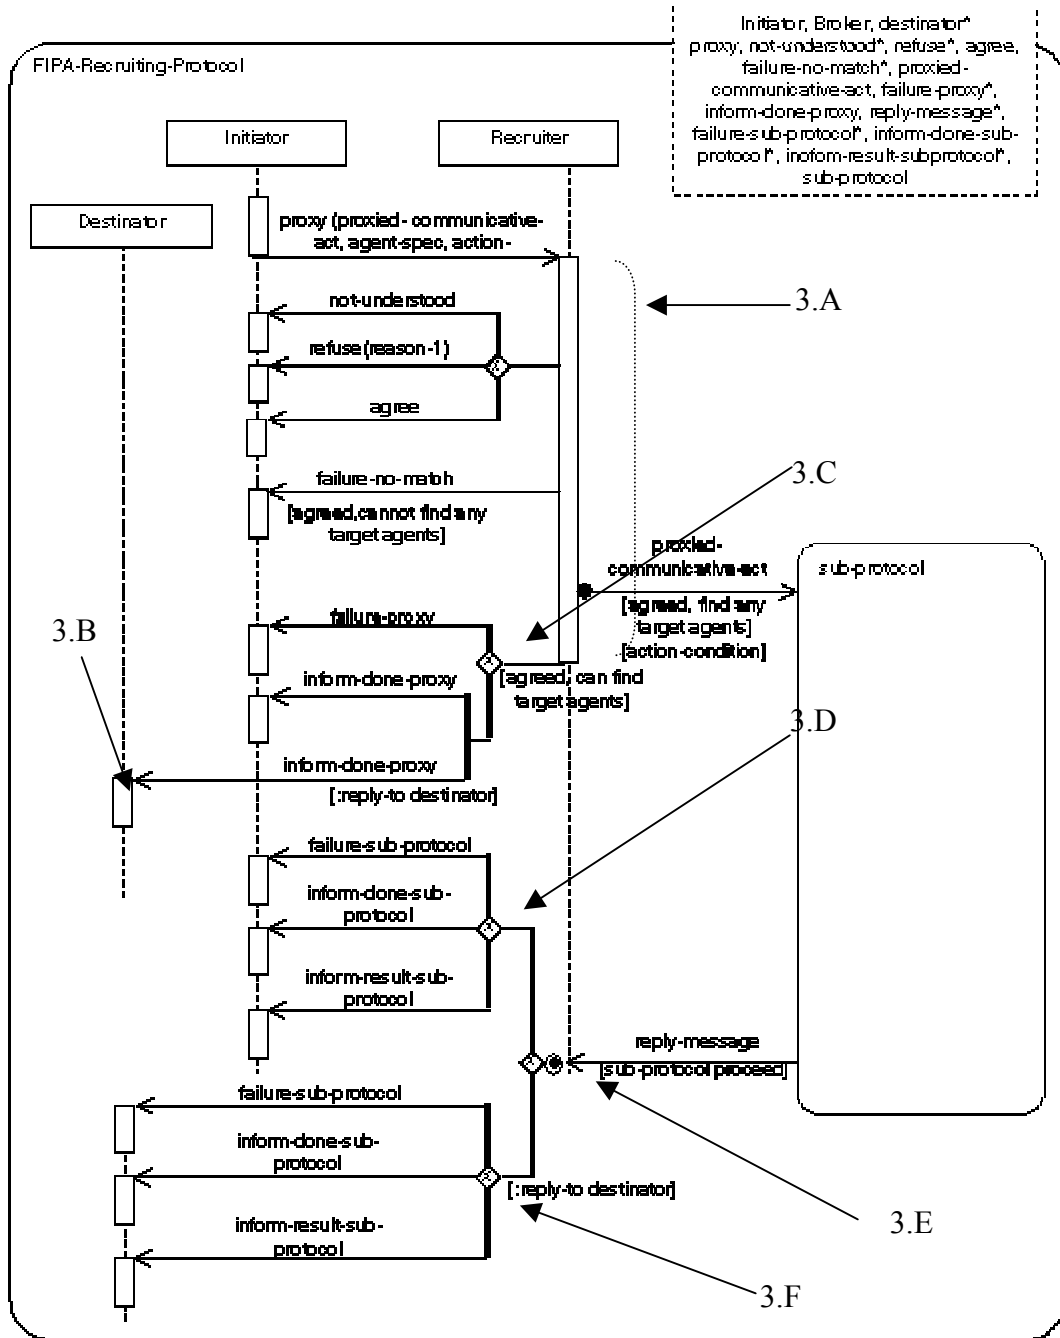 Initiator, Broker, destinator*
proxy, not-understood*, refuse*, agree,
failure-no-match*, proxied-
communicative-act, failure-proxy*,
inform-done-proxy, reply-message*,
failure-sub-protocol*, inform-done-sub-
protocol*, inofom-result-subprotocol*,
sub-protocol
FIPA-Recruiting-Protocol
Initiator
Recruiter
Destinator
proxy (proxied- communicative-
act, agent-spec, action-
not-understood
3.A
refuse(reason-1)
agree
failure-no-match
[agreed,cannot find any
target agents]
3.C
proxied-
communicative-act
[agreed, find any
target agents]
[action-condition]
sub-protocol
failure-proxy
3.B
inform-done-proxy
[agreed, can find
target agents]
3.D
inform-done-proxy
[:reply-to destinator]
failure-sub-protocol
inform-done-sub-
protocol
inform-result-sub-
protocol
reply-message
[sub-protocol proceed]
failure-sub-protocol
inform-done-sub-
protocol
[:reply-to destinator]
inform-result-sub-
protocol
3.E
3.F